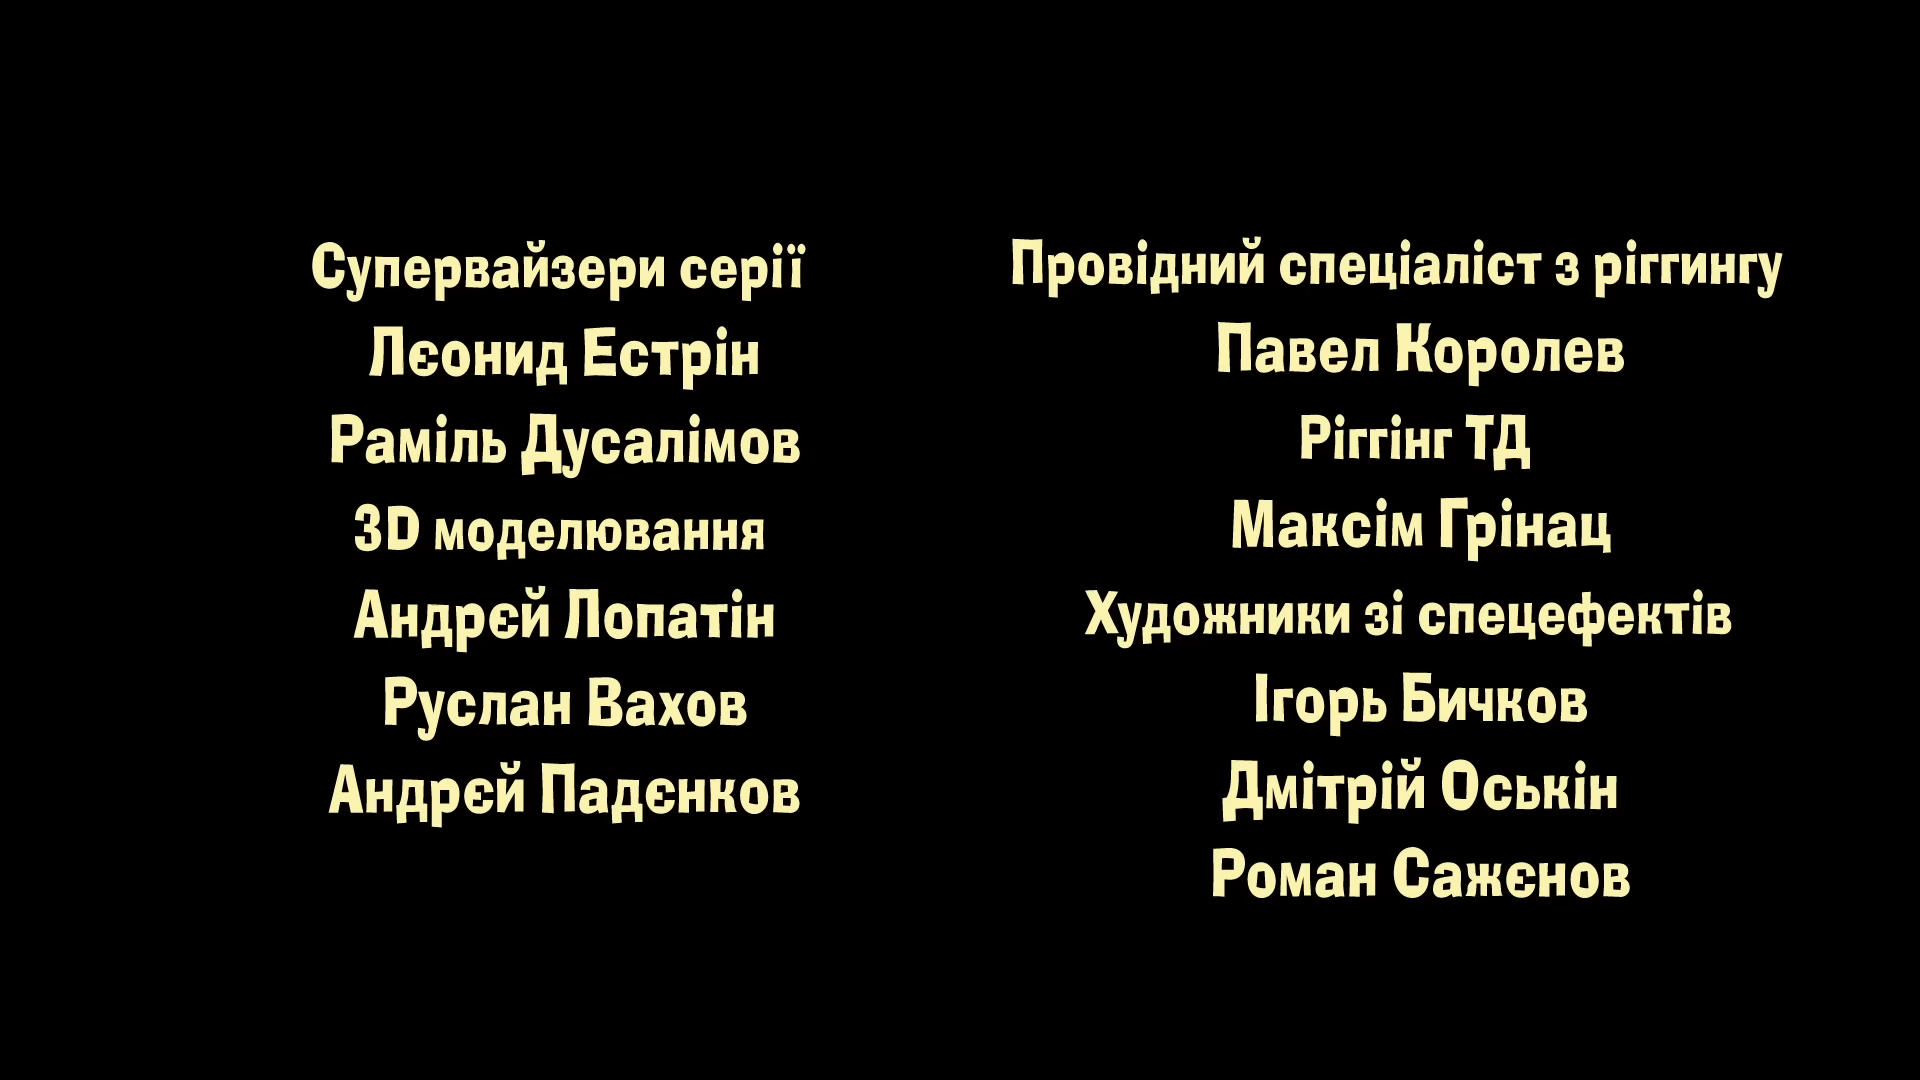 Супервайзери серії
Лєонид Естрін
Раміль Дусалімов
3D моделювання
Андрєй Лопатін
Руслан Вахов
Андрєй Падєнков
Провідний спеціаліст з ріггингу
Павел Королев
Ріггінг ТД
Максім Грінац
Художники зі спецефектів
Ігорь Бичков
Дмітрій Оськін
Роман Сажєнов